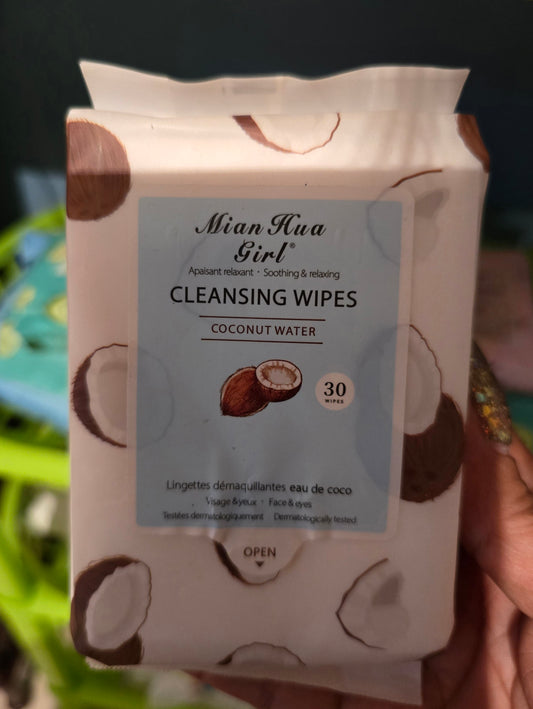 Mian Hua
Girl®
Apaisant relaxant · Soothing & relaxing
CLEANSING WIPES
COCONUT WATER
30
WIPES
Lingettes démaquillantes eau de coco
Visage & yeux · Face & eyes
Testées dermatologiquement Dermatologically tested
OPEN